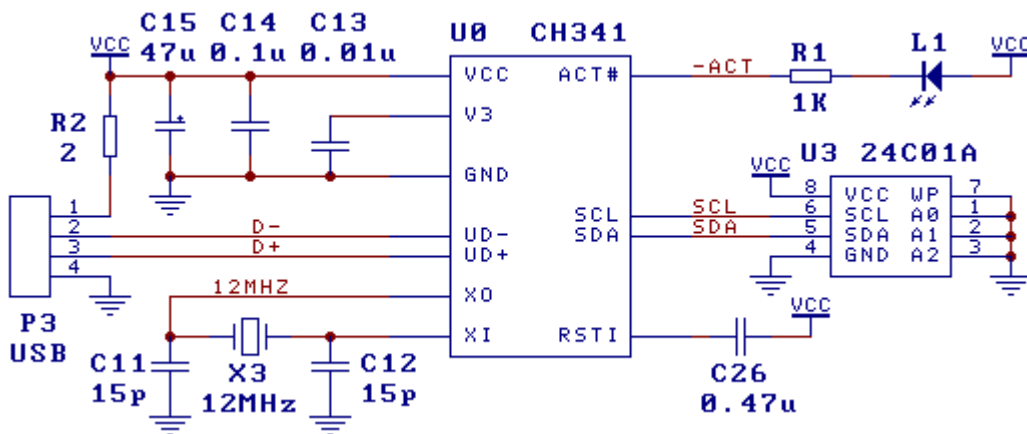 C15 C14 C13
VCC 47u 0.1u 0.01u
U0 CH341
VCC ACT#
-ACT
R1
1K
L1
VCC
V3
R2
2
GND
U3 24C01A
VCC
8 VCC WP 7
6 SCL A0 1
5 SDA A1 2
4 GND A2 3
SCL SCL
SDA SDA
1
2 D- UD-
3 D+ UD+
4
12MHZ XO
P3
USB
XI RSTI
VCC
C11
15p
X3
12MHz
C12
15p
C26
0.47u